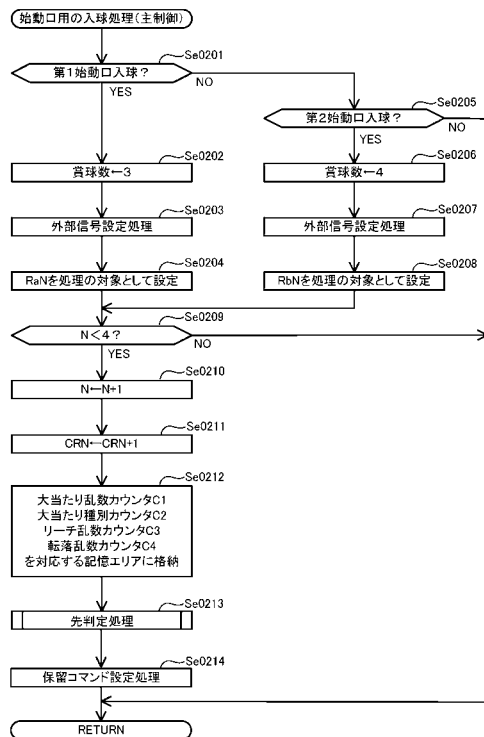 始動口用の入球処理(主制御)
Se0201
第1始動口入球?
YES
NO
Se0205
第2始動口入球?
YES
NO
Se0202
賞球数←3
Se0206
賞球数←4
Se0203
外部信号設定処理
Se0207
外部信号設定処理
Se0204
RaNを処理の対象として設定
Se0208
RbNを処理の対象として設定
Se0209
N<4?
YES
NO
Se0210
N←N+1
Se0211
CRN←CRN+1
Se0212
大当たり乱数カウンタC1
大当たり種別カウンタC2
リーチ乱数カウンタC3
転落乱数カウンタC4
を対応する記憶エリアに格納
Se0213
先判定処理
Se0214
保留コマンド設定処理
RETURN